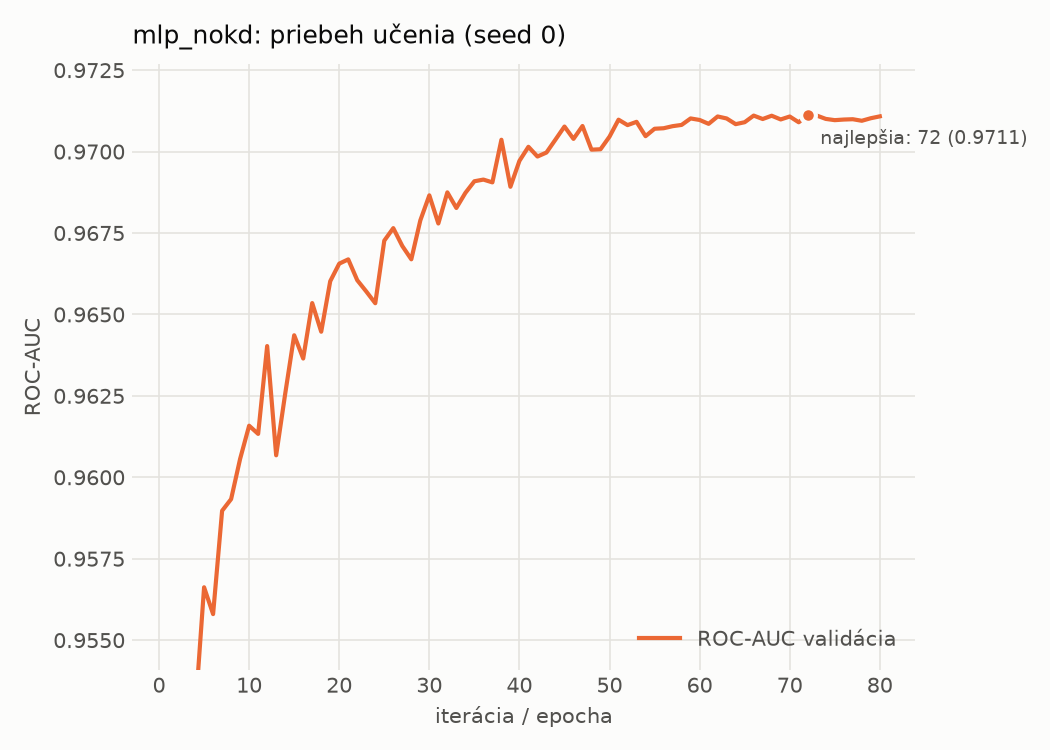 mlp_nokd: priebeh učenia (seed 0)
0.9725
0.9700
0.9675
0.9650
0.9625
0.9600
0.9575
0.9550
ROC-AUC
najlepšia: 72 (0.9711)
ROC-AUC validácia
0 10 20 30 40 50 60 70 80
iterácia / epocha